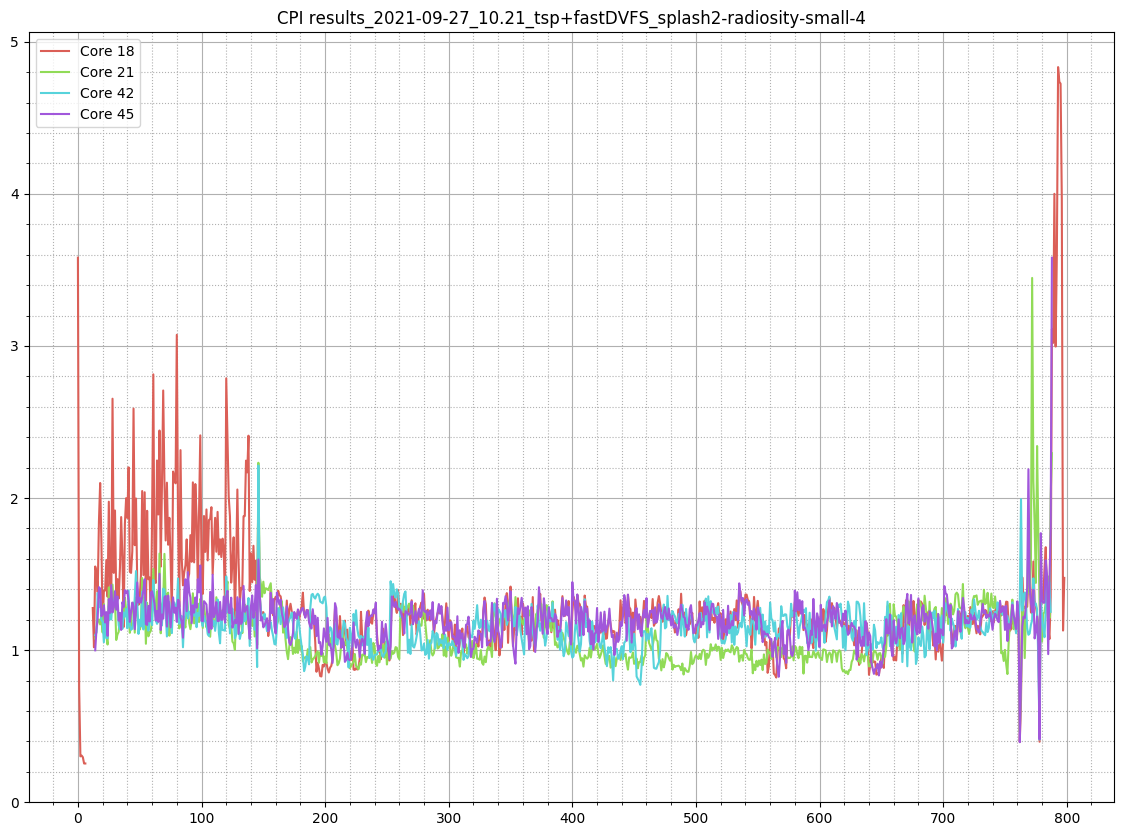 CPI results_2021-09-27_10.21_tsp+fastDVFS_splash2-radiosity-small-4
Core 18
Core 21
Core 42
Core 45
5
4
3
2
1
0
0 100 200 300 400 500 600 700 800